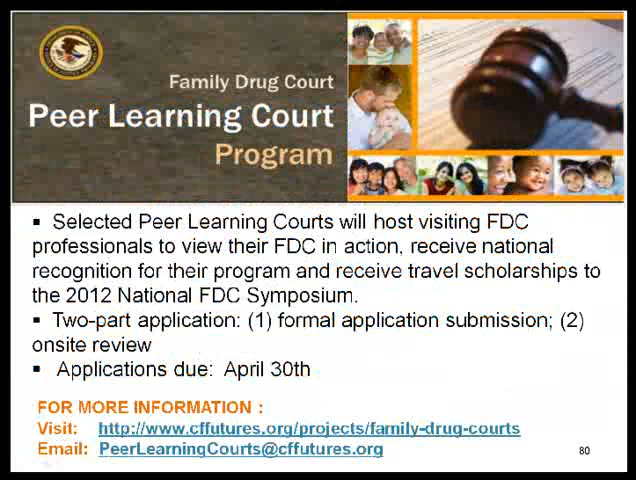 Family Drug Court
Peer Learning Court
Program
▪ Selected Peer Learning Courts will host visiting FDC
professionals to view their FDC in action, receive national
recognition for their program and receive travel scholarships to
the 2012 National FDC Symposium.
▪ Two-part application: (1) formal application submission; (2)
onsite review
▪ Applications due: April 30th
FOR MORE INFORMATION :
Visit: http://www.cffutures.org/projects/family-drug-courts
Email: PeerLearningCourts@cffutures.org
80